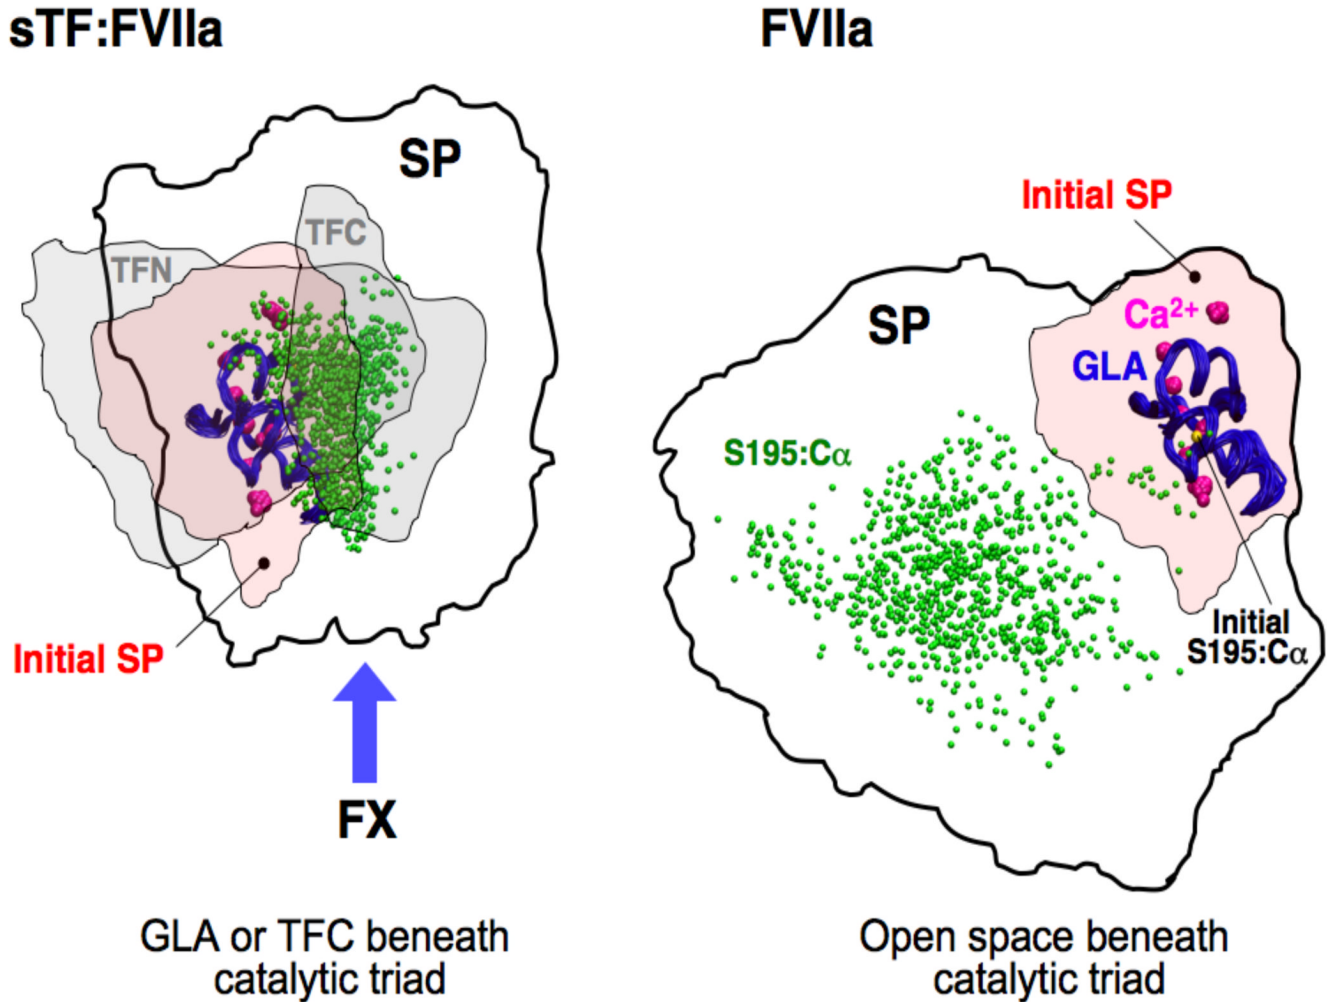 sTF:FVIIa
SP
TFC
TFN
Initial SP
FX
GLA or TFC beneath
catalytic triad
FVIIa
Initial SP
SP
Ca²⁺
GLA
S195:Cα
Initial
S195:Cα
Open space beneath
catalytic triad